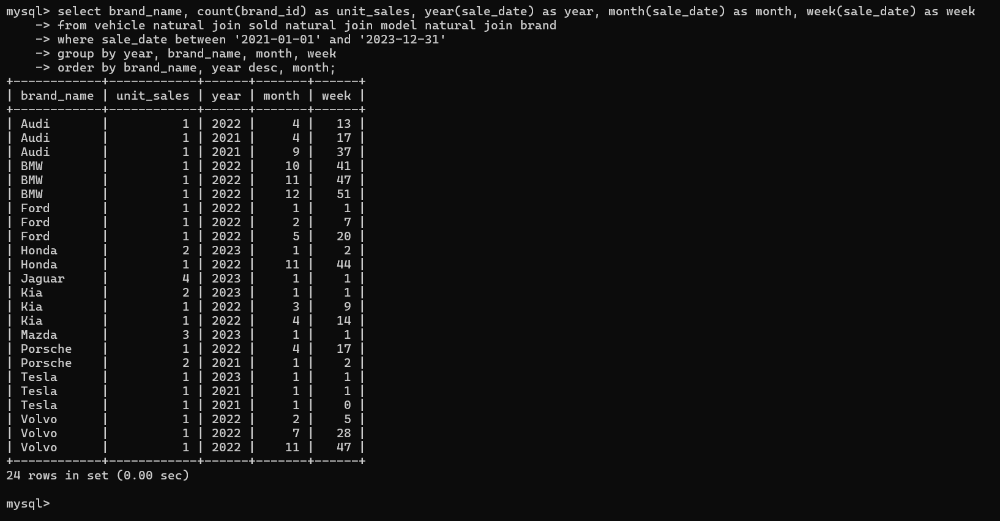 mysql> select brand_name, count(brand_id) as unit_sales, year(sale_date) as year, month(sale_date) as month, week(sale_date) as week
    -> from vehicle natural join sold natural join model natural join brand
    -> where sale_date between '2021-01-01' and '2023-12-31'
    -> group by year, brand_name, month, week
    -> order by brand_name, year desc, month;
+------------+------------+------+-------+------+
| brand_name | unit_sales | year | month | week |
+------------+------------+------+-------+------+
| Audi       |          1 | 2022 |     4 |   13 |
| Audi       |          1 | 2021 |     4 |   17 |
| Audi       |          1 | 2021 |     9 |   37 |
| BMW        |          1 | 2022 |    10 |   41 |
| BMW        |          1 | 2022 |    11 |   47 |
| BMW        |          1 | 2022 |    12 |   51 |
| Ford       |          1 | 2022 |     1 |    1 |
| Ford       |          1 | 2022 |     2 |    7 |
| Ford       |          1 | 2022 |     5 |   20 |
| Honda      |          2 | 2023 |     1 |    2 |
| Honda      |          1 | 2022 |    11 |   44 |
| Jaguar     |          4 | 2023 |     1 |    1 |
| Kia        |          2 | 2023 |     1 |    1 |
| Kia        |          1 | 2022 |     3 |    9 |
| Kia        |          1 | 2022 |     4 |   14 |
| Mazda      |          3 | 2023 |     1 |    1 |
| Porsche    |          1 | 2022 |     4 |   17 |
| Porsche    |          2 | 2021 |     1 |    2 |
| Tesla      |          1 | 2023 |     1 |    1 |
| Tesla      |          1 | 2021 |     1 |    1 |
| Tesla      |          1 | 2021 |     1 |    0 |
| Volvo      |          1 | 2022 |     2 |    5 |
| Volvo      |          1 | 2022 |     7 |   28 |
| Volvo      |          1 | 2022 |    11 |   47 |
+------------+------------+------+-------+------+
24 rows in set (0.00 sec)

mysql>